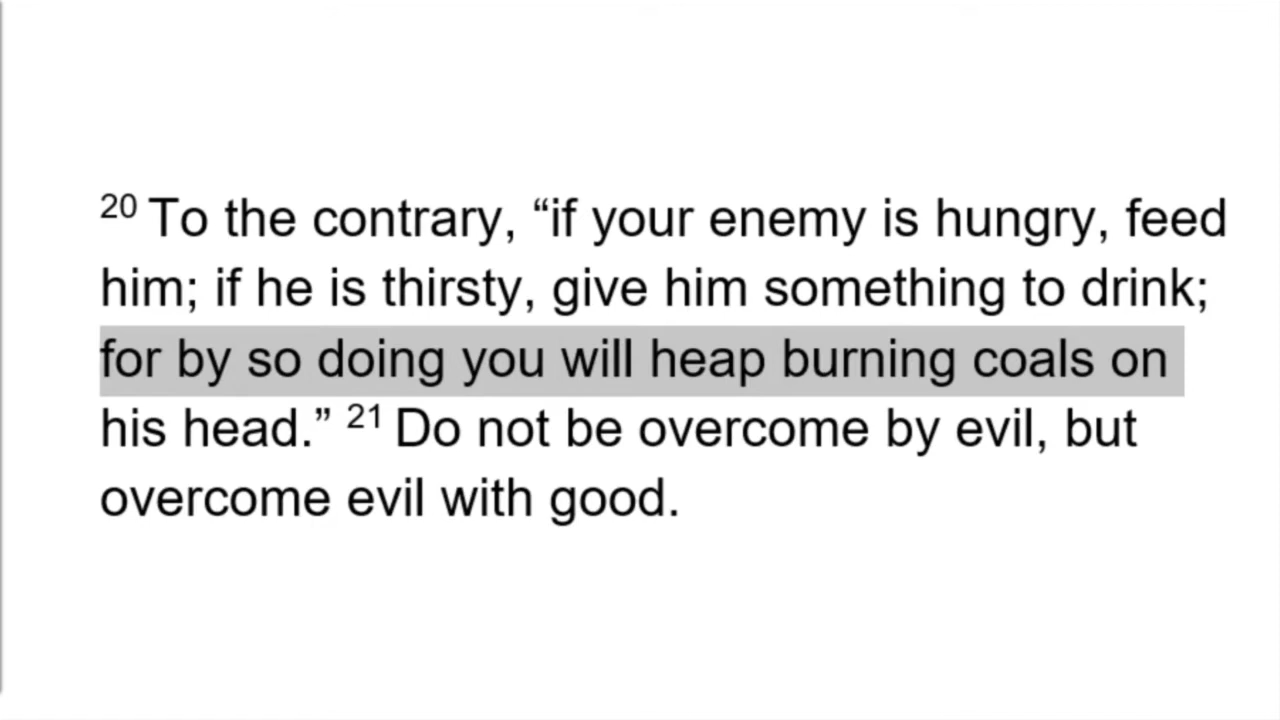 20 To the contrary, “if your enemy is hungry, feed
him; if he is thirsty, give him something to drink;
for by so doing you will heap burning coals on
his head.” 21 Do not be overcome by evil, but
overcome evil with good.